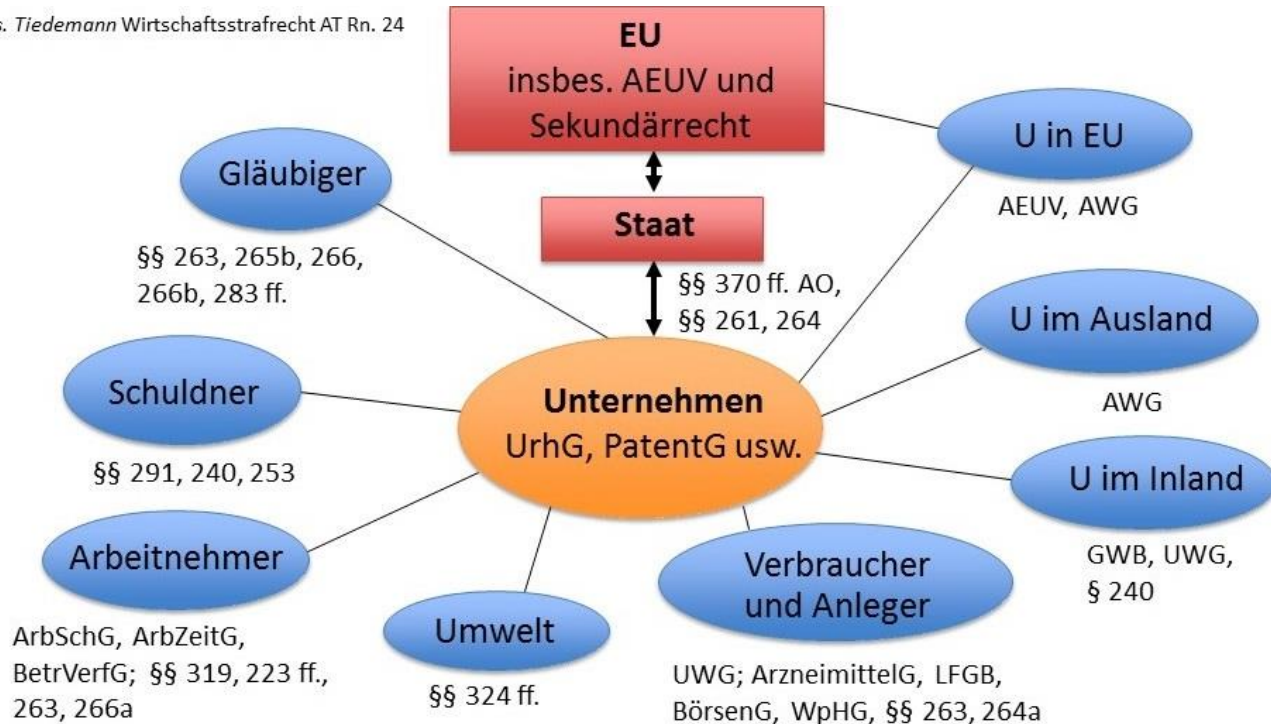 s. Tiedemann Wirtschaftsstrafrecht AT Rn. 24
EU
insbes. AEUV und
Sekundärrecht
U in EU
AEUV, AWG
Gläubiger
§§ 263, 265b, 266,
266b, 283 ff.
Staat
§§ 370 ff. AO,
§§ 261, 264
U im Ausland
AWG
Schuldner
§§ 291, 240, 253
Unternehmen
UrhG, PatentG usw.
U im Inland
GWB, UWG,
§ 240
Arbeitnehmer
ArbSchG, ArbZeitG,
BetrVerfG; §§ 319, 223 ff.,
263, 266a
Umwelt
§§ 324 ff.
Verbraucher
und Anleger
UWG; ArzneimittelG, LFGB,
BörsenG, WpHG, §§ 263, 264a